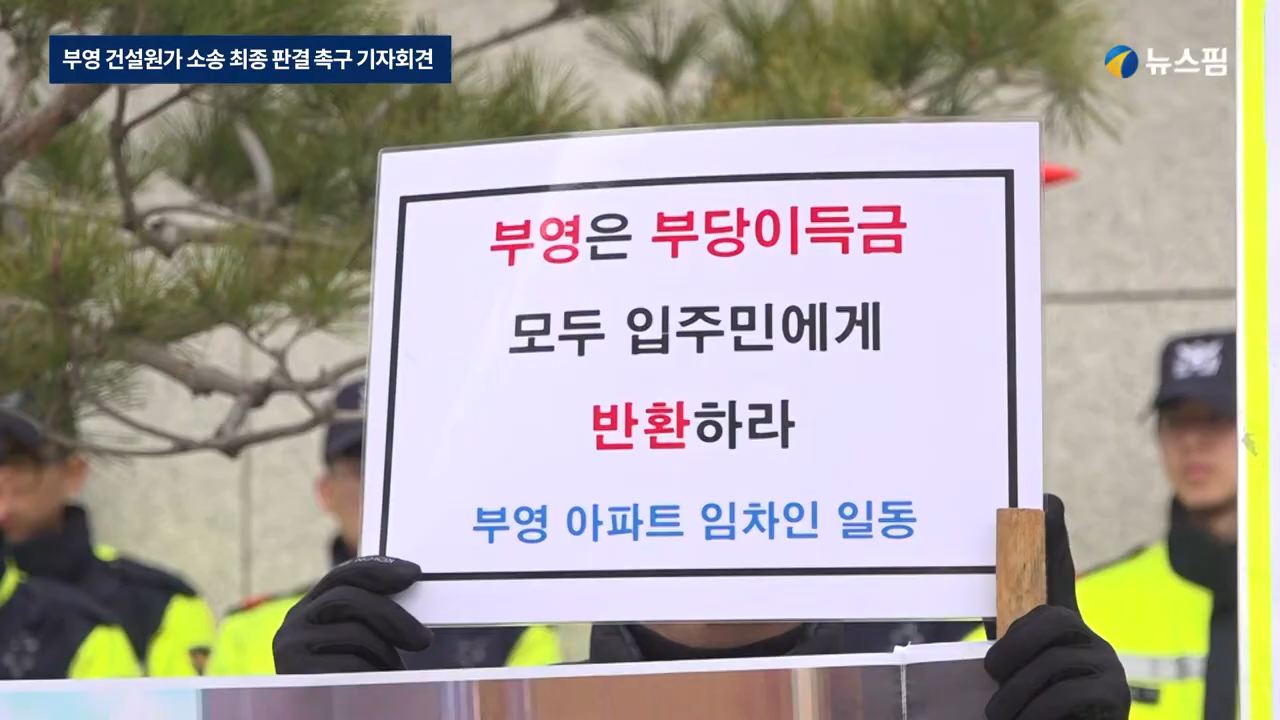 부영 건설원가 소송 최종 판결 촉구 기자회견
뉴스핌
부영은 부당이득금
모두 입주민에게
반환하라
부영 아파트 임차인 일동